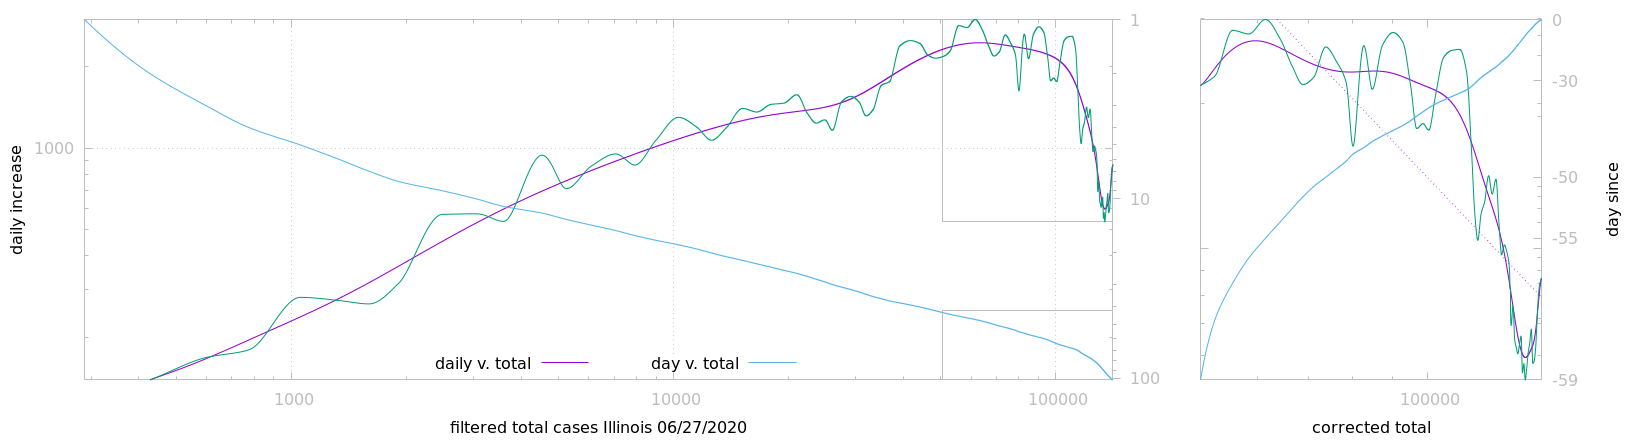 1
0
-30
1000
daily increase
10
-50
day since
-55
daily v. total
day v. total
100
-59
1000
10000
100000
100000
filtered total cases Illinois 06/27/2020
corrected total